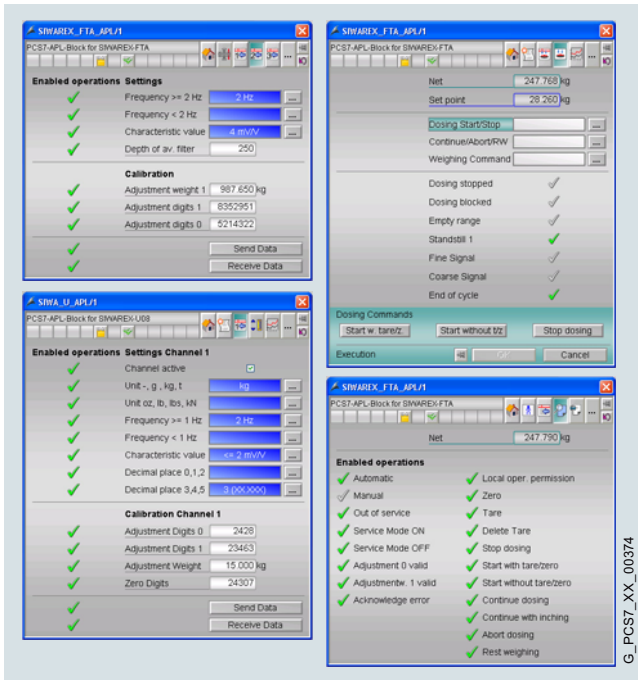 SIWAREX_FTA_APL/1
PCS7-APL-Block for SIWAREX-FTA
...
Enabled operations Settings
Frequency >= 2 Hz 2 Hz ...
Frequency < 2 Hz ...
Characteristic value 4 mV/V ...
Depth of av. filter 250
Calibration
Adjustment weight 1 987.650 kg
Adjustment digits 1 8352951
Adjustment digits 0 5214322
Send Data
Receive Data
SIWA_U_APL/1
PCS7-APL-Block for SIWAREX-U08
...
Enabled operations Settings Channel 1
Channel active
Unit -, g , kg, t kg ...
Unit oz, lb, lbs, kN ...
Frequency >= 1 Hz 2 Hz ...
Frequency < 1 Hz ...
Characteristic value <= 2 mV/V ...
Decimal place 0,1,2 ...
Decimal place 3,4,5 3 (XX.XXX) ...
Calibration Channel 1
Adjustment Digits 0 2428
Adjustment Digits 1 23463
Adjustment Weight 15.000 kg
Zero Digits 24307
Send Data
Receive Data
SIWAREX_FTA_APL/1
PCS7-APL-Block for SIWAREX-FTA
...
Net 247.768 kg
Set point 28.260 kg
Dosing Start/Stop ...
Continue/Abort/RW ...
Weighing Command ...
Dosing stopped
Dosing blocked
Empty range
Standstill 1
Fine Signal
Coarse Signal
End of cycle
Dosing Commands
Start w. tare/z. Start without t/z Stop dosing
Execution Cancel
SIWAREX_FTA_APL/1
PCS7-APL-Block for SIWAREX-FTA
...
Net 247.790 kg
Enabled operations
Automatic Local oper. permission
Manual Zero
Out of service Tare
Service Mode ON Delete Tare
Service Mode OFF Stop dosing
Adjustment 0 valid Start with tare/zero
Adjustmentw. 1 valid Start without tare/zero
Acknowledge error Continue dosing
Continue with inching
Abort dosing
Rest weighing
G_PCS7_XX_00374